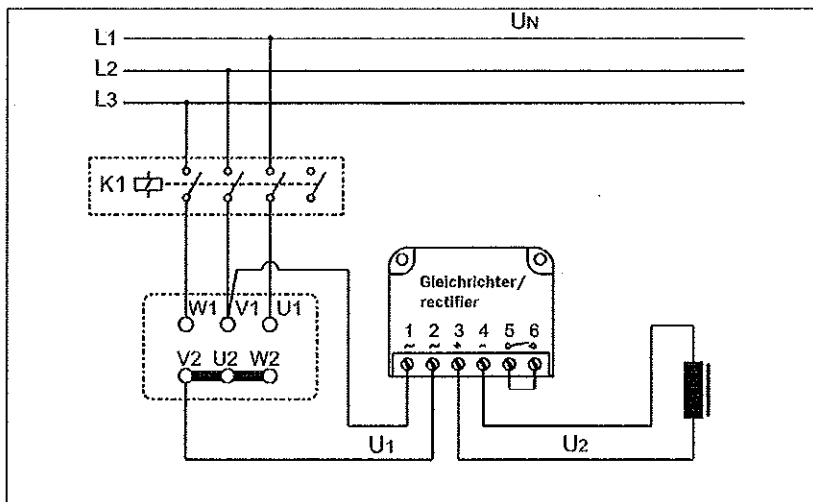 UN
L1
L2
L3
K1
Gleichrichter/
rectifier
W1 V1 U1
1 2 3 4 5 6
~ ~ + -
V2 U2 W2
U1
U2